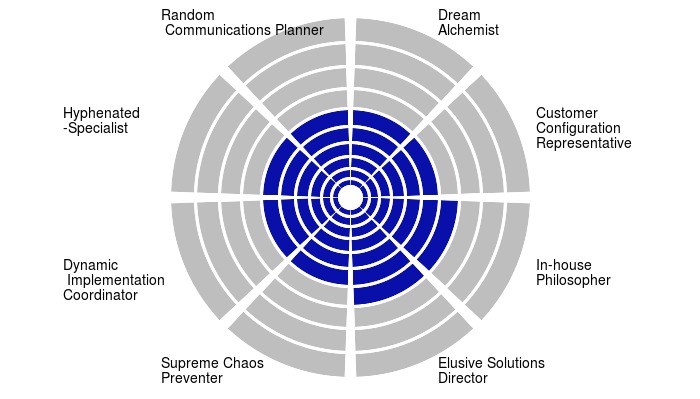 Random
Communications Planner
Dream
Alchemist
Hyphenated
-Specialist
Customer
Configuration
Representative
Dynamic
Implementation
Coordinator
In-house
Philosopher
Supreme Chaos
Preventer
Elusive Solutions
Director